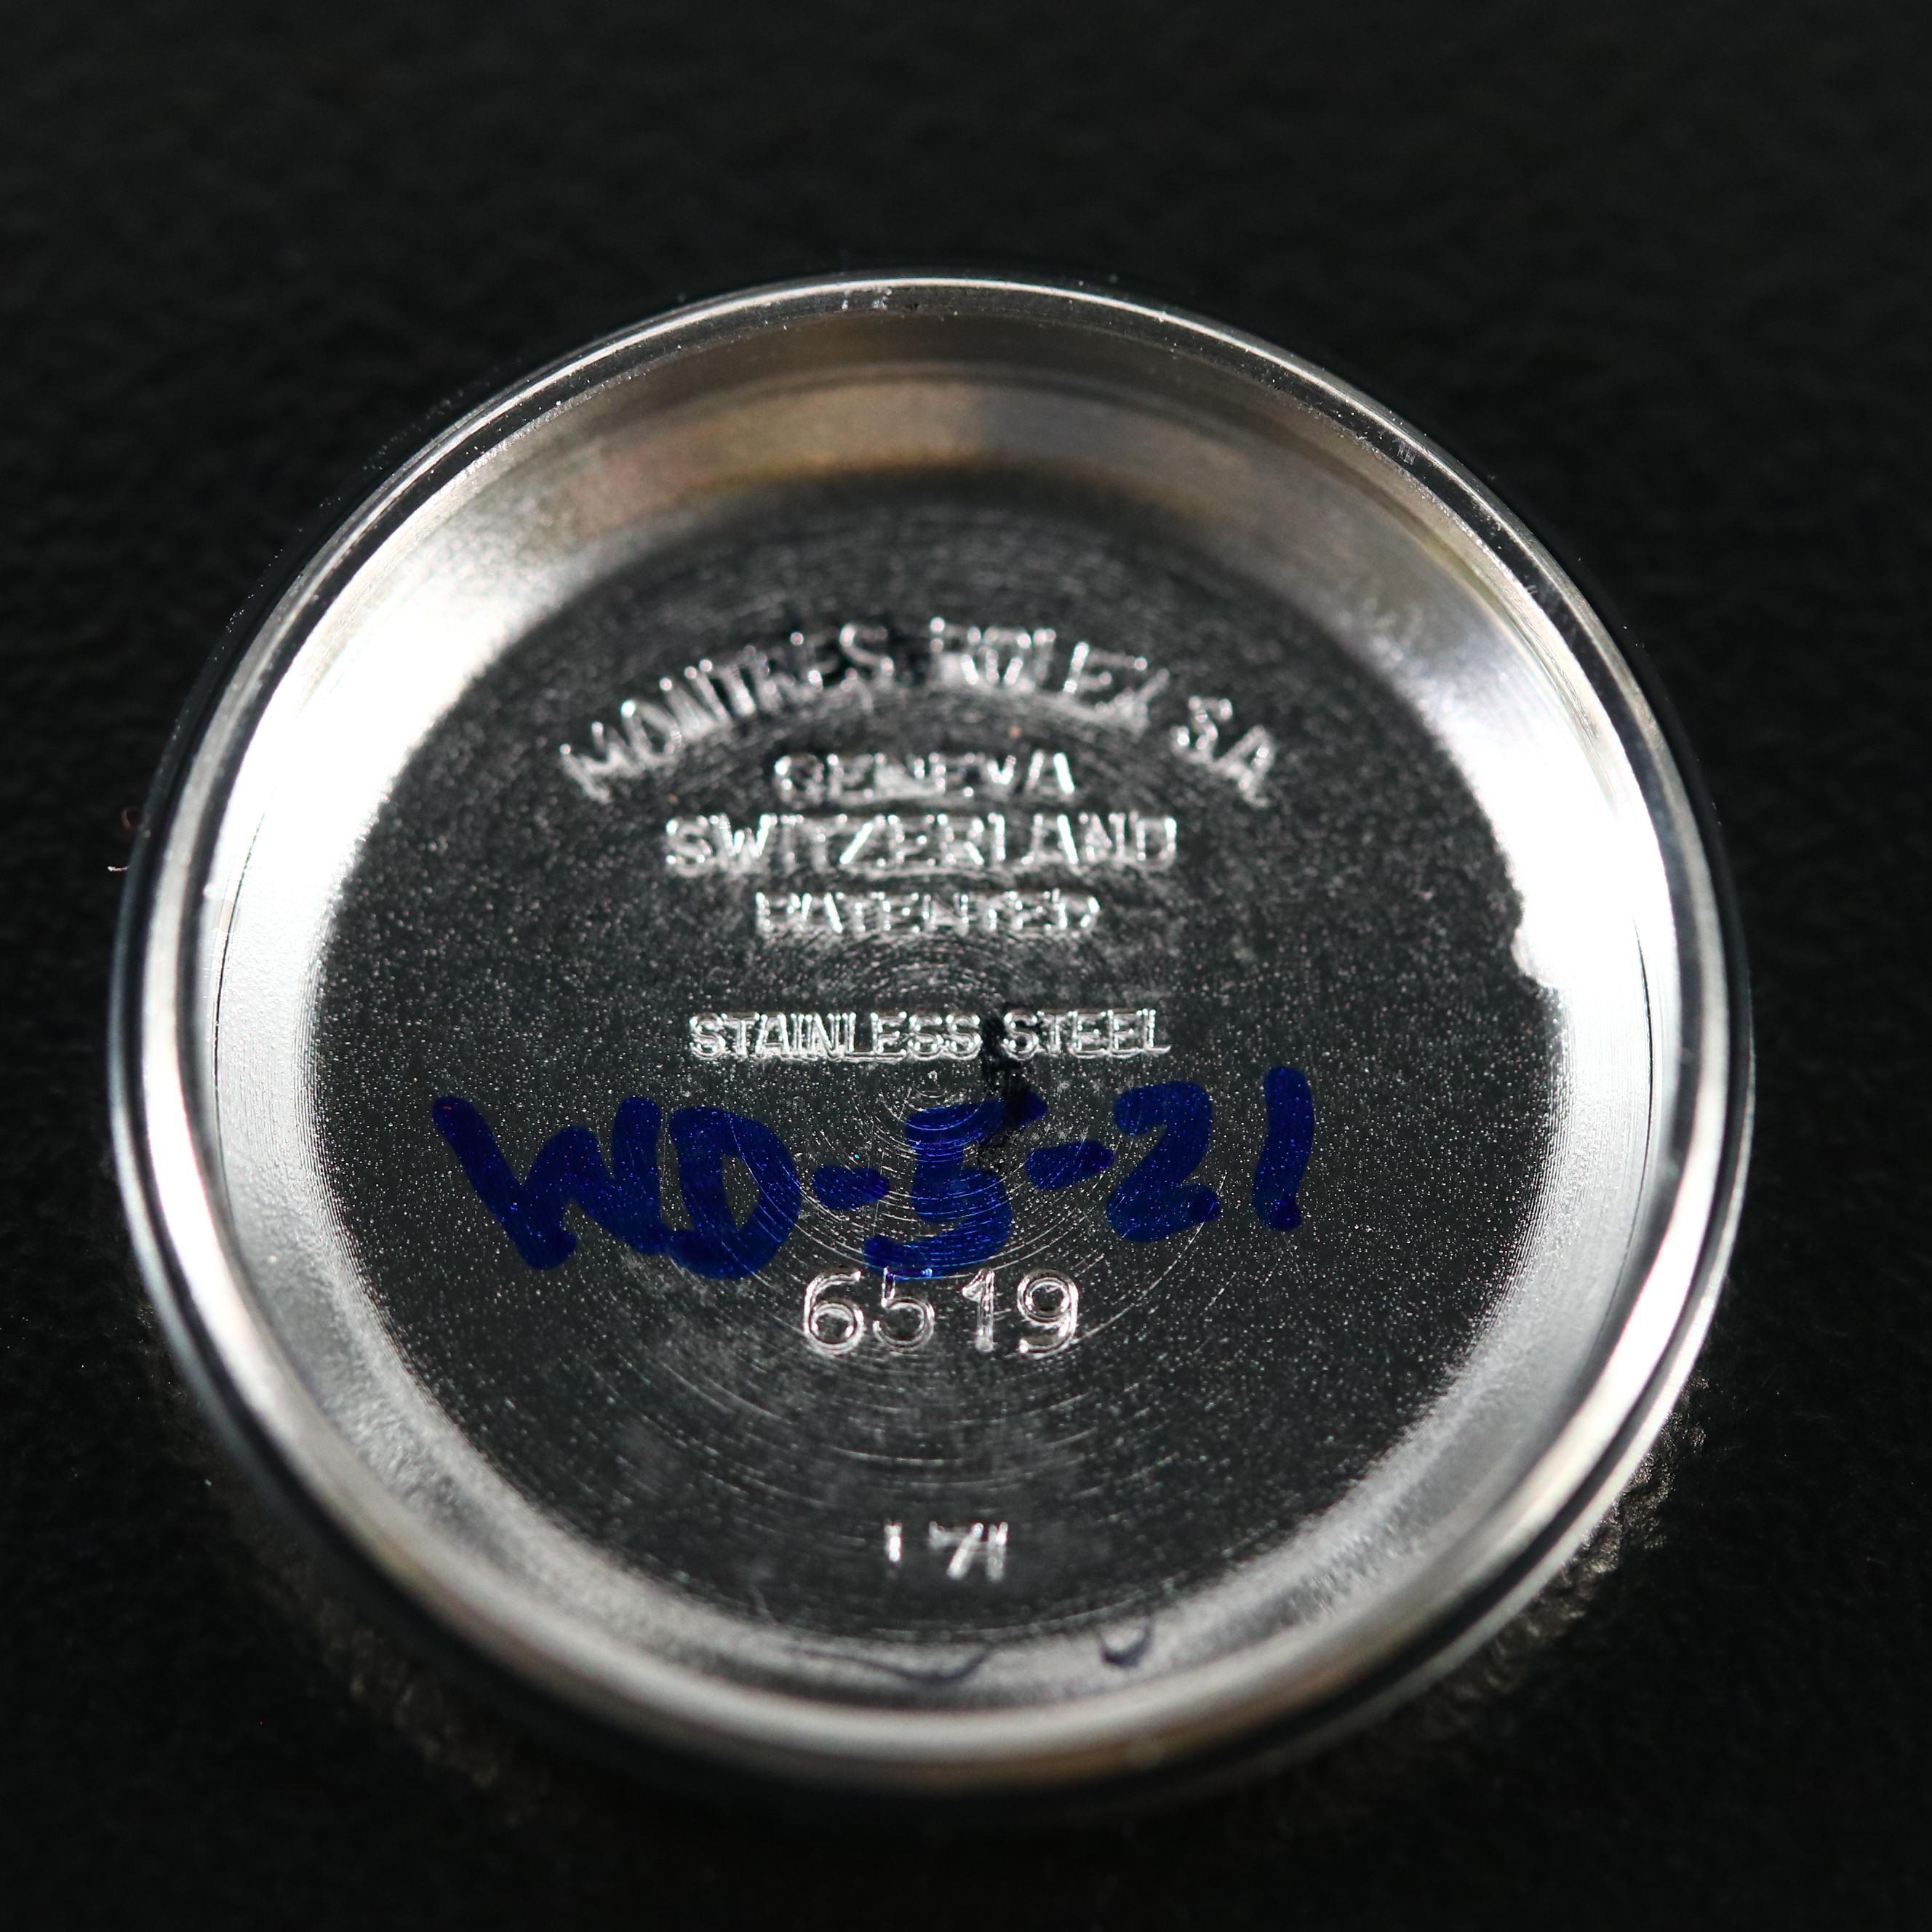 MONTRES ROLEX S.A.
GENEVA
SWITZERLAND
PATENTED
STAINLESS STEEL
WD-5-21
6519
I 71